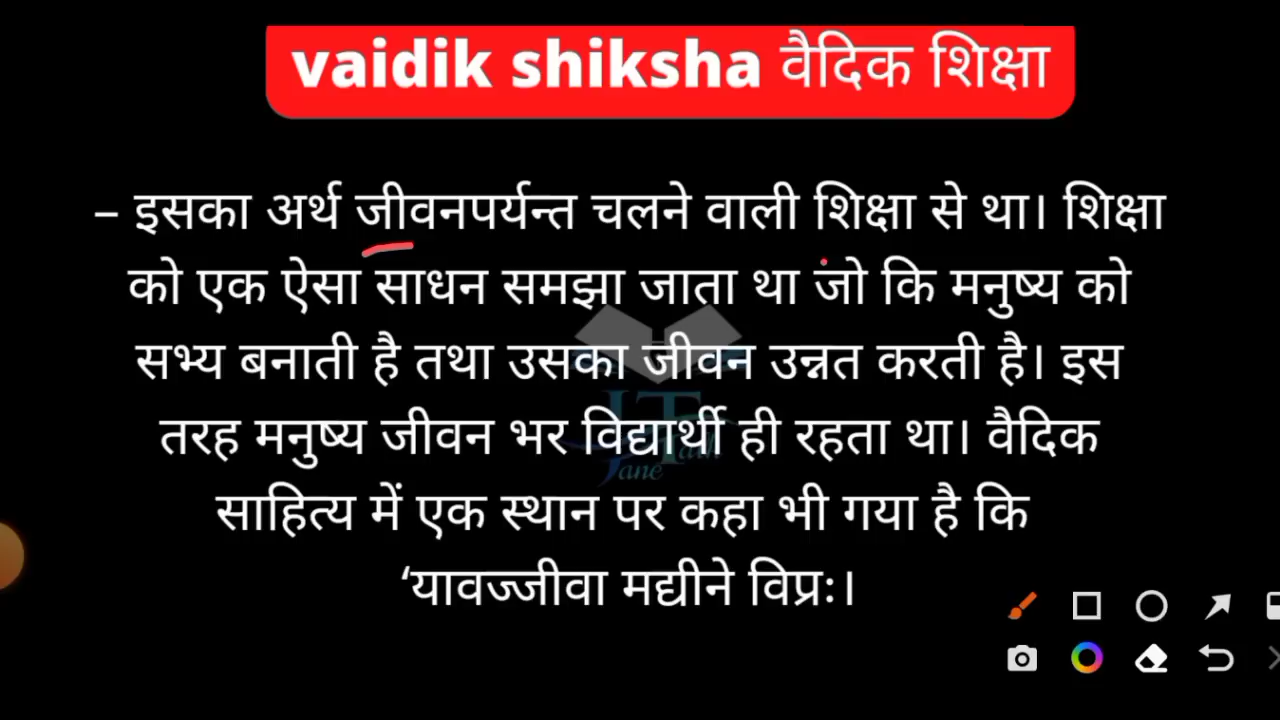 vaidik shiksha वैदिक शिक्षा
– इसका अर्थ जीवनपर्यन्त चलने वाली शिक्षा से था। शिक्षा
को एक ऐसा साधन समझा जाता था जो कि मनुष्य को
सभ्य बनाती है तथा उसका जीवन उन्नत करती है। इस
तरह मनुष्य जीवन भर विद्यार्थी ही रहता था। वैदिक
साहित्य में एक स्थान पर कहा भी गया है कि
‘यावज्जीवा मद्यीने विप्रः।